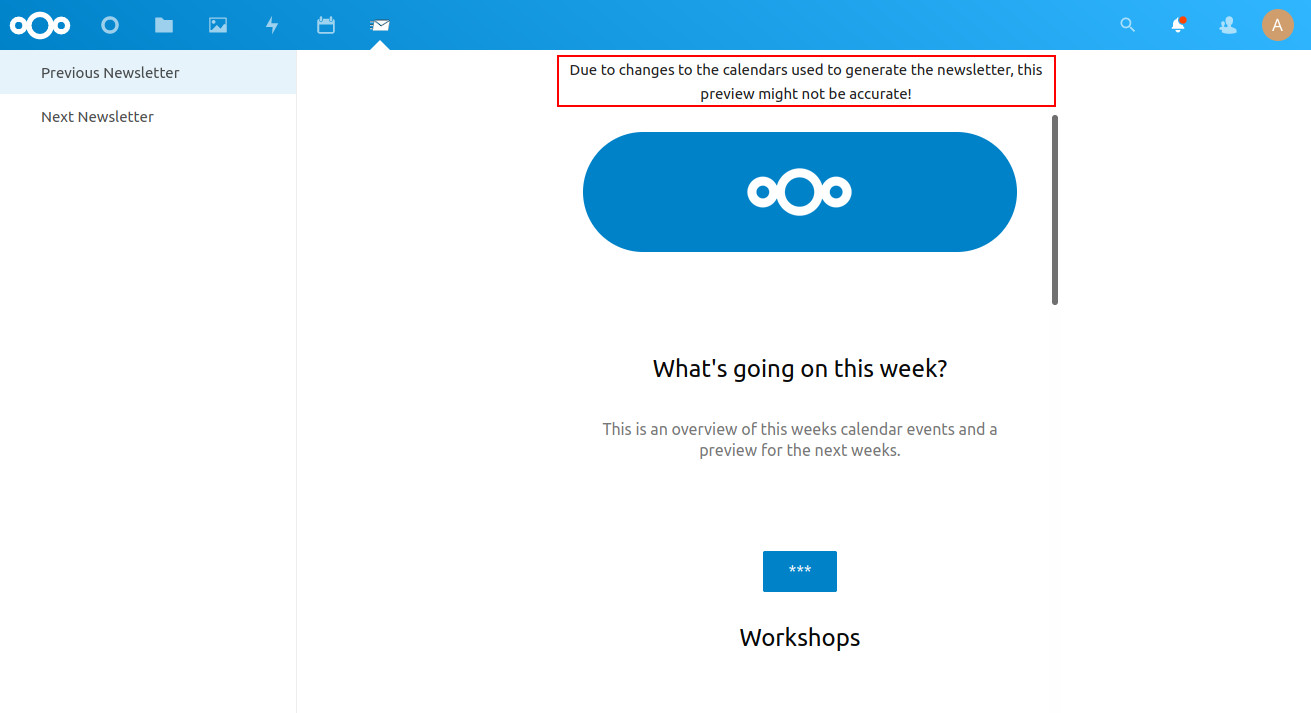 A
Previous Newsletter
Next Newsletter
Due to changes to the calendars used to generate the newsletter, this
preview might not be accurate!
What's going on this week?
This is an overview of this weeks calendar events and a
preview for the next weeks.
***
Workshops